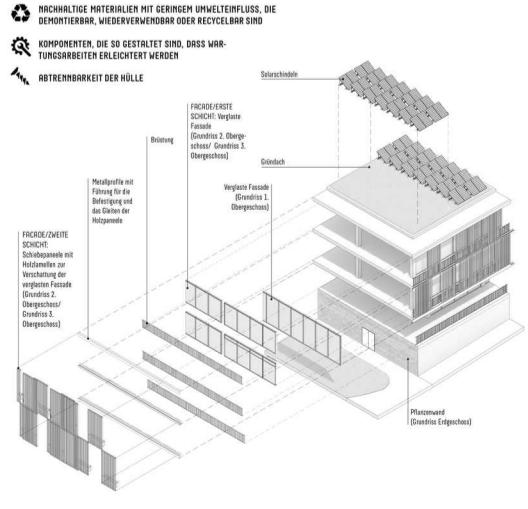 NACHHALTIGE MATERIALIEN MIT GERINGEM UMWELTEINFLUSS, DIE
DEMONTIERBAR, WIEDERVERWENDBAR ODER RECYCELBAR SIND
KOMPONENTEN, DIE SO GESTALTET SIND, DASS WAR-
TUNGSARBEITEN ERLEICHTERT WERDEN
ABTRENNBARKEIT DER HÜLLE
Solarschindeln
FACADE/ERSTE
SCHICHT: Verglaste
Fassade
(Grundriss 2. Oberge-
schoss/ Grundriss 3.
Obergeschoss)
Brüstung
Gründach
Metallprofile mit
Führung für die
Befestigung und
das Gleiten der
Holzpaneele
Verglaste Fassade
(Grundriss 1.
Obergeschoss)
FACADE/ZWEITE
SCHICHT:
Schiebepaneele mit
Holzlamellen zur
Verschattung der
verglasten Fassade
(Grundriss 2.
Obergeschoss/
Grundriss 3.
Obergeschoss)
Pflanzenwand
(Grundriss Erdgeschoss)